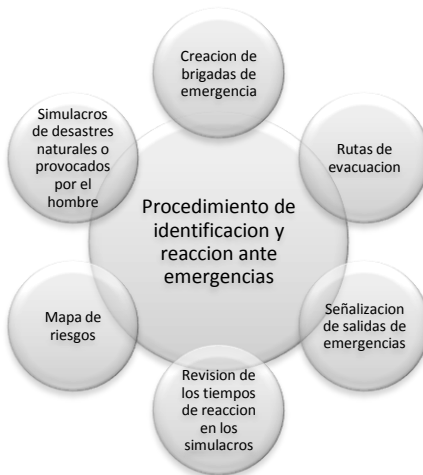 Creacion de
brigadas de
emergencia
Simulacros
de desastres
naturales o
provocados
por el
hombre
Rutas de
evacuacion
Procedimiento de
identificacion y
reaccion ante
emergencias
Mapa de
riesgos
Señalizacion
de salidas de
emergencias
Revision de
los tiempos
de reaccion
en los
simulacros